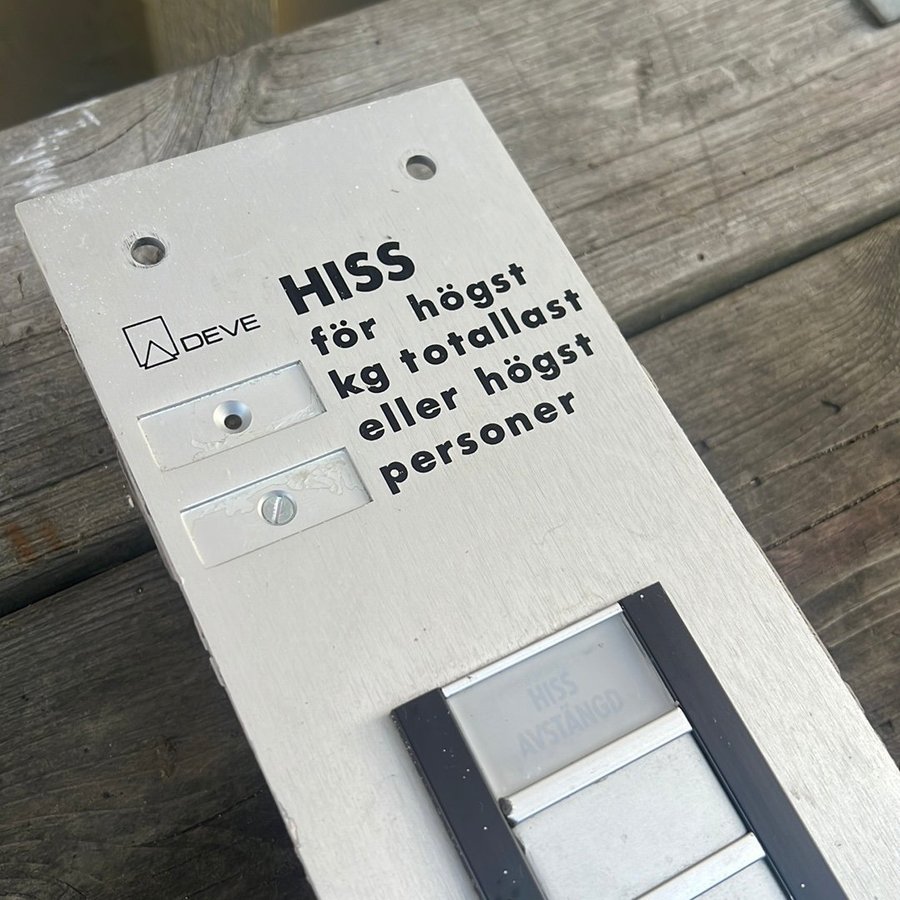 HISS
för högst
kg totallast
eller högst
personer
DEVE
HISS
AVSTÄNGD